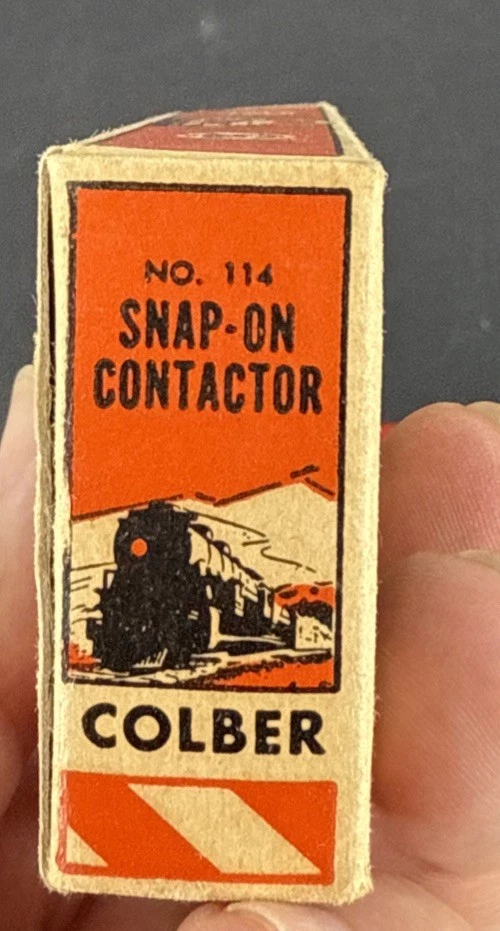 NO. 114
SNAP-ON
CONTACTOR
COLBER